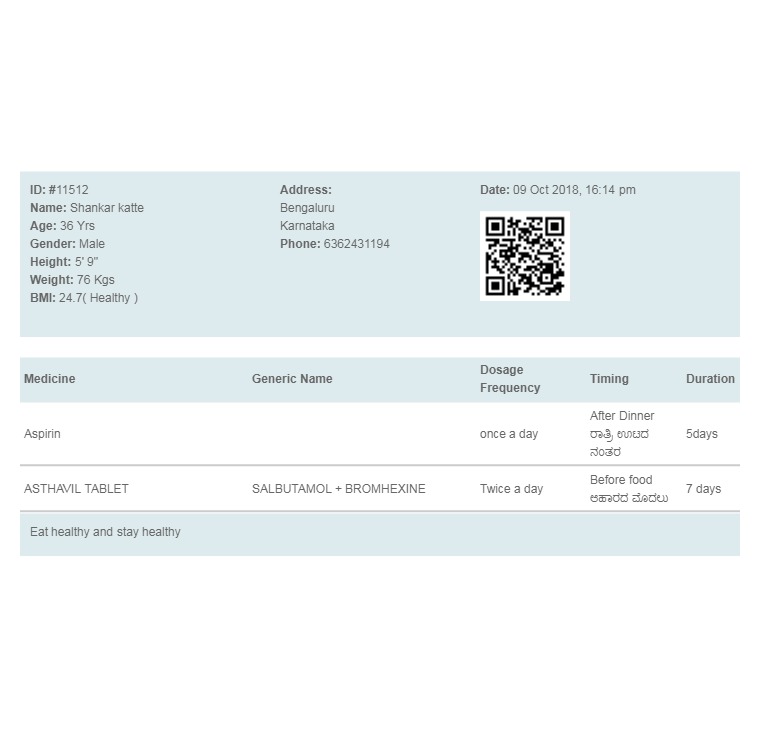 ID: #11512
Name: Shankar katte
Age: 36 Yrs
Gender: Male
Height: 5' 9"
Weight: 76 Kgs
BMI: 24.7( Healthy )
Address:
Bengaluru
Karnataka
Phone: 6362431194
Date: 09 Oct 2018, 16:14 pm
Medicine Generic Name Dosage Frequency Timing Duration
Aspirin once a day After Dinner 5days
ರಾತ್ರಿ ಊಟದ
ನಂತರ
ASTHAVIL TABLET SALBUTAMOL + BROMHEXINE Twice a day Before food 7 days
ಆಹಾರದ ಮೊದಲು
Eat healthy and stay healthy